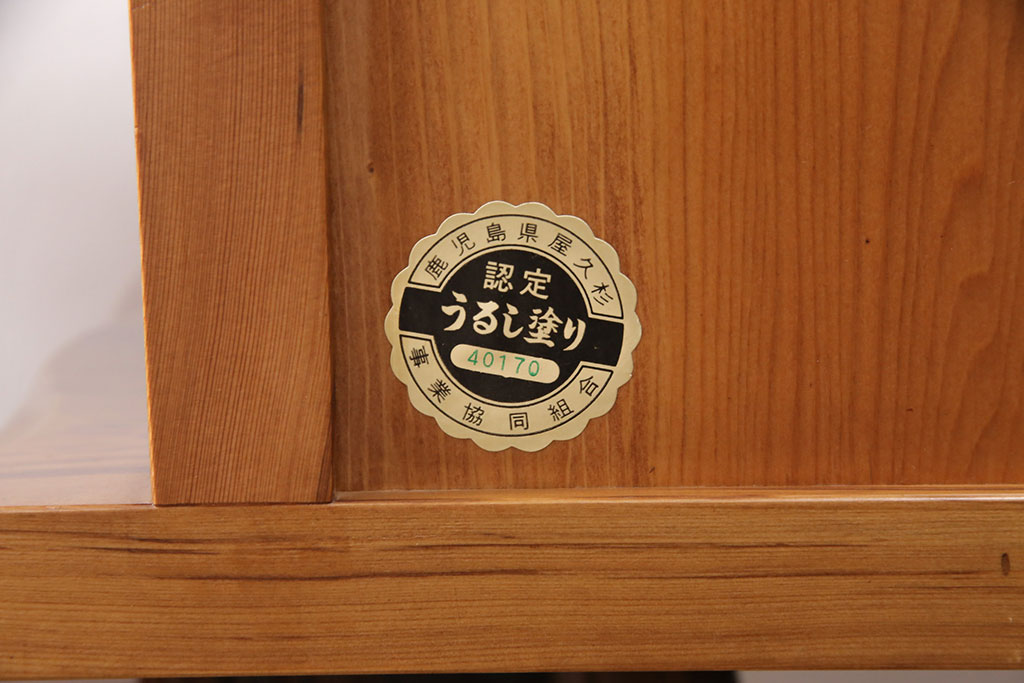 鹿児島県屋久杉
認定
うるし塗り
40170
事業協同組合